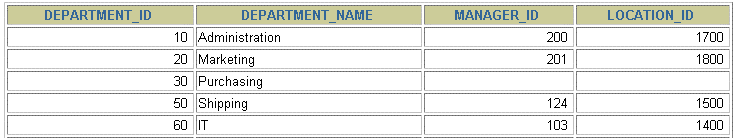 DEPARTMENT_ID DEPARTMENT_NAME MANAGER_ID LOCATION_ID
10 Administration 200 1700
20 Marketing 201 1800
30 Purchasing
50 Shipping 124 1500
60 IT 103 1400